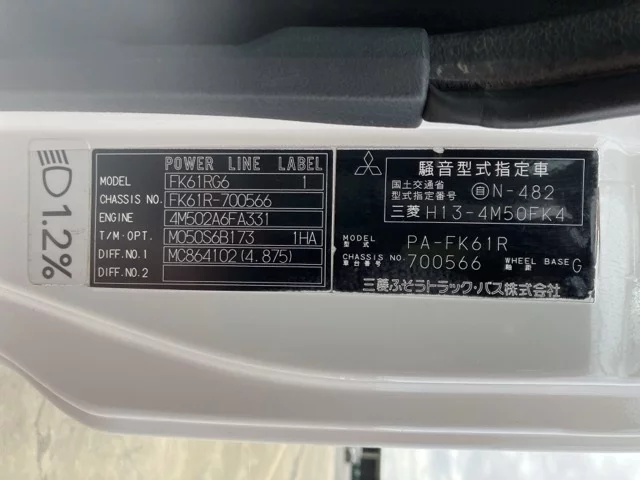 1.2%
POWER LINE LABEL
MODEL FK61RG6 1
CHASSIS NO. FK61R-700566
ENGINE 4M502A6FA331
T/M·OPT. M050S6B173 1HA
DIFF.NO.1 MC864102(4.875)
DIFF.NO.2
騒音型式指定車
国土交通省 自N-482
型式指定番号
三菱 H13-4M50FK4
MODEL 型式 PA-FK61R
CHASSIS NO. 車台番号 700566 WHEEL BASE 軸距 G
三菱ふそうトラック・バス株式会社